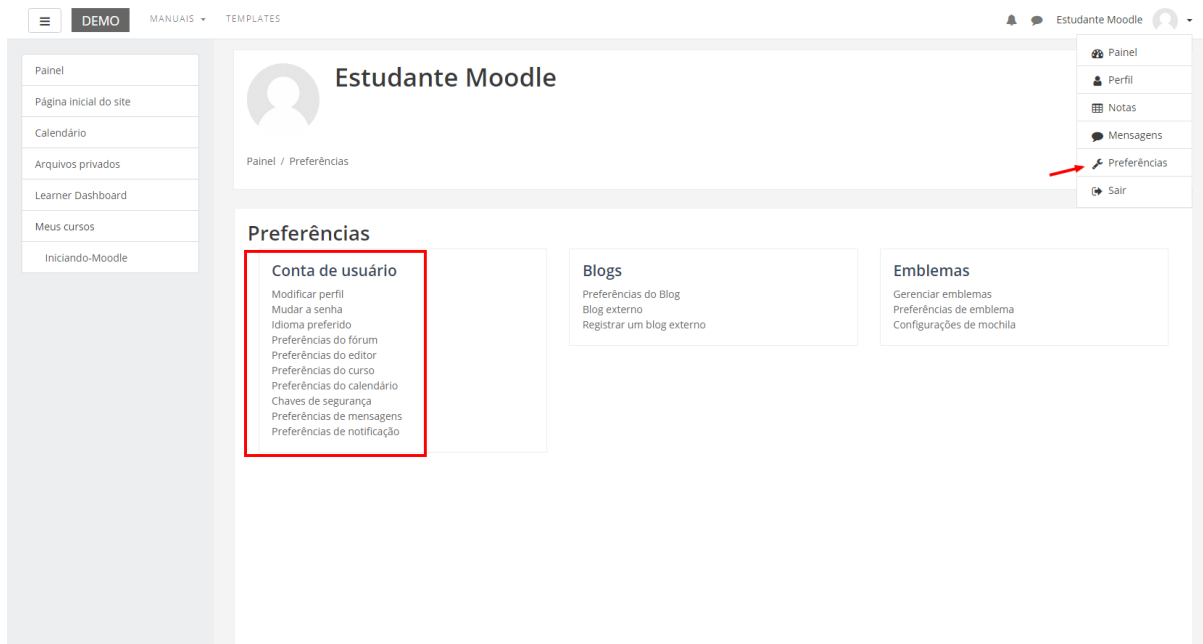 DEMO
MANUAIS
TEMPLATES
Estudante Moodle
Painel
Perfil
Notas
Mensagens
Preferências
Sair
Painel
Página inicial do site
Calendário
Arquivos privados
Learner Dashboard
Meus cursos
Iniciando-Moodle
Estudante Moodle
Painel / Preferências
Preferências
Conta de usuário
Modificar perfil
Mudar a senha
Idioma preferido
Preferências do fórum
Preferências do editor
Preferências do curso
Preferências do calendário
Chaves de segurança
Preferências de mensagens
Preferências de notificação
Blogs
Preferências do Blog
Blog externo
Registrar um blog externo
Emblemas
Gerenciar emblemas
Preferências de emblema
Configurações de mochila